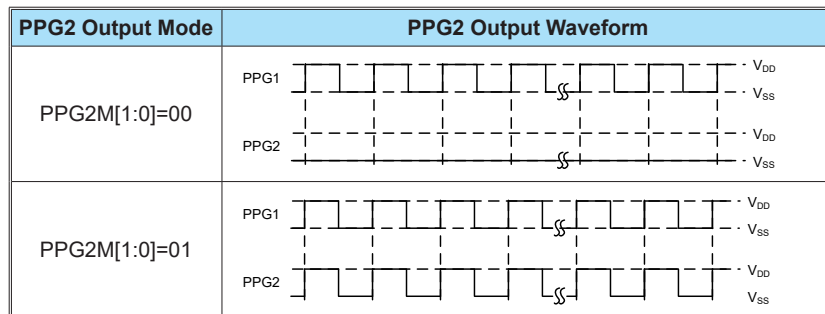 PPG2 Output Mode PPG2 Output Waveform
PPG2M[1:0]=00
PPG1 VDD
VSS
PPG2 VDD
VSS
PPG2M[1:0]=01
PPG1 VDD
VSS
PPG2 VDD
VSS